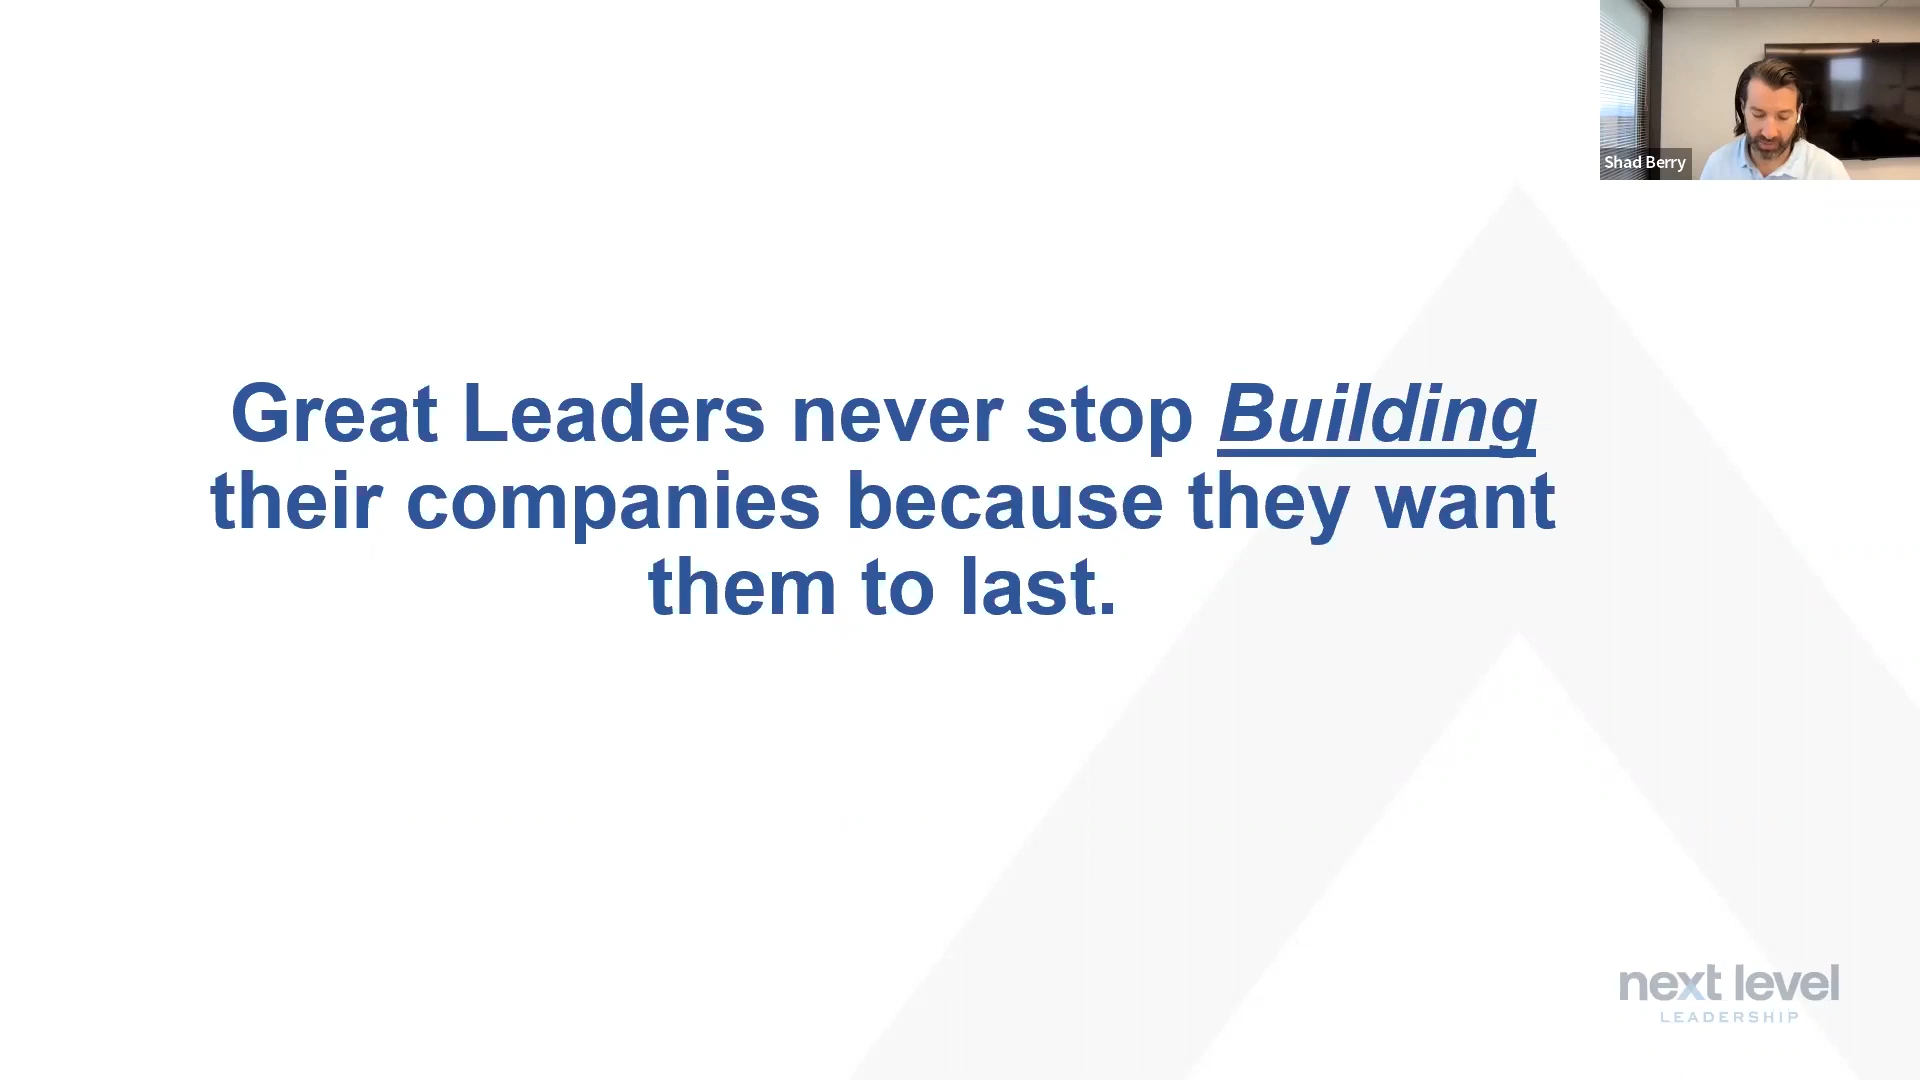 Shad Berry
Great Leaders never stop Building
their companies because they want
them to last.
next level
LEADERSHIP